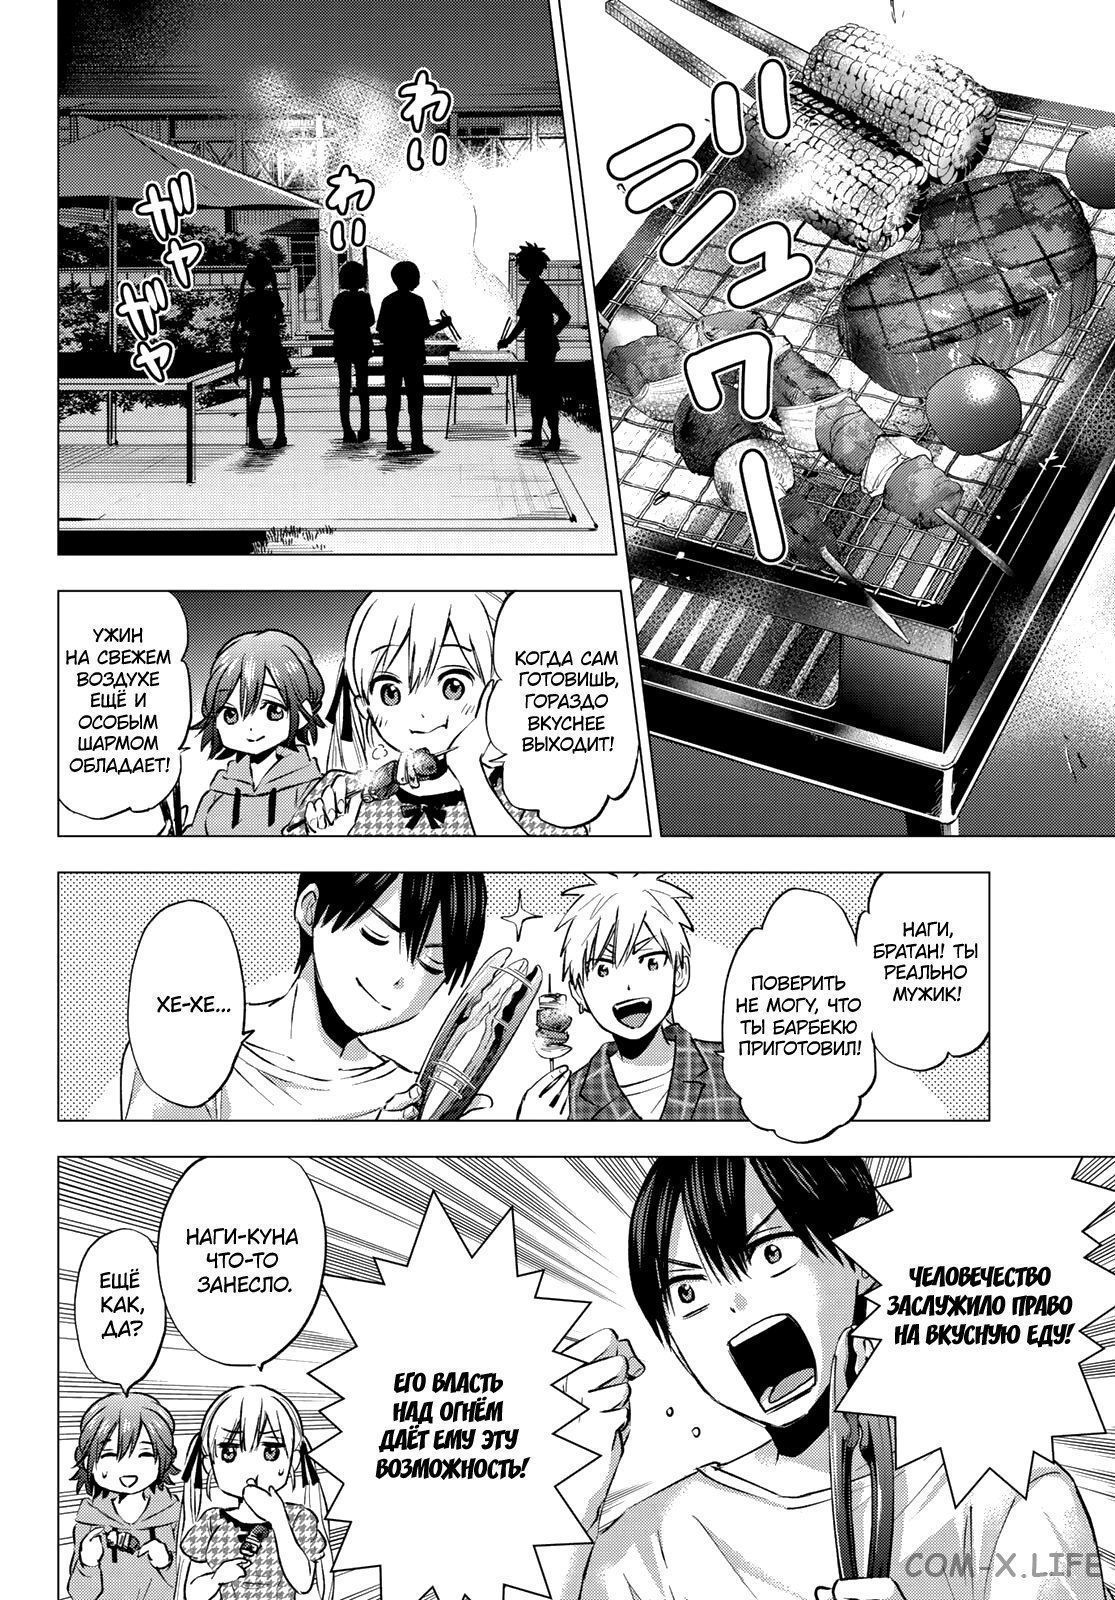 ジュワ
わい
わい
ガヤ
ガヤ
КОГДА САМ
ГОТОВИШЬ,
ГОРАЗДО
ВКУСНЕЕ
ВЫХОДИТ!
УЖИН
НА СВЕЖЕМ
ВОЗДУХЕ
ЕЩЁ И
ОСОБЫМ
ШАРМОМ
ОБЛАДАЕТ!
НАГИ,
БРАТАН! ТЫ
РЕАЛЬНО
МУЖИК!
ПОВЕРИТЬ
НЕ МОГУ, ЧТО
ТЫ БАРБЕКЮ
ПРИГОТОВИЛ!
ХЕ-ХЕ...
ЧЕЛОВЕЧЕСТВО
ЗАСЛУЖИЛО ПРАВО
НА ВКУСНУЮ ЕДУ!
ЕГО ВЛАСТЬ
НАД ОГНЁМ
ДАЁТ ЕМУ ЭТУ
ВОЗМОЖНОСТЬ!
НАГИ-КУНА
ЧТО-ТО
ЗАНЕСЛО.
ЕЩЁ
КАК,
ДА?
COM-X.LIFE